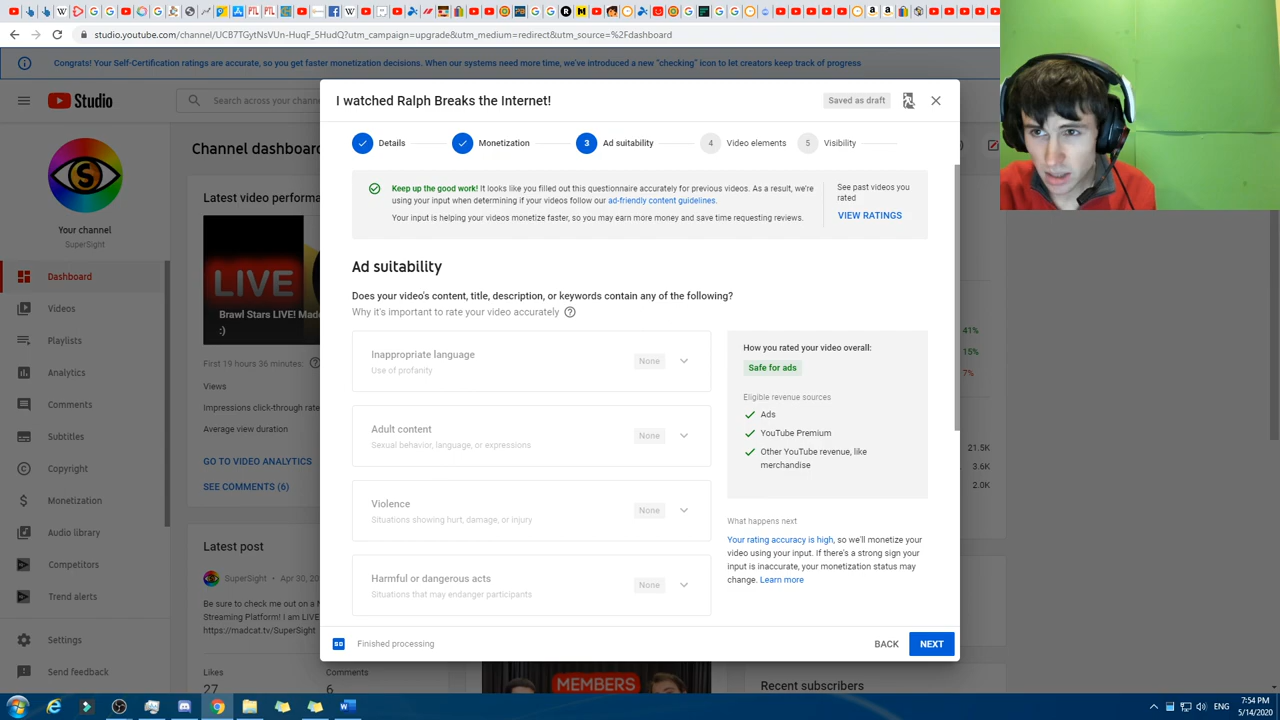 studio.youtube.com/channel/UCB7TGytNsVUn-HqqF_5HudQ?utm_campaign=upgrade&utm_medium=redirect&utm_source=%2Fdashboard
Congrats! Your Self-Certification ratings are accurate, so you get faster monetization decisions. When our systems need more time, we've introduced a new "checking" icon to let creators keep track of progress
Studio
Search across your channel
I watched Ralph Breaks the Internet!
Saved as draft
Details
Monetization
3 Ad suitability
4 Video elements
5 Visibility
Your channel
SuperSight
Dashboard
Videos
Playlists
Analytics
Comments
Subtitles
Copyright
Monetization
Audio library
Competitors
Trend alerts
Settings
Send feedback
Channel dashboard
Latest video performa
LIVE
Brawl Stars LIVE! Made
:)
First 19 hours 36 minutes:
Views
Impressions click-through rate
Average view duration
GO TO VIDEO ANALYTICS
SEE COMMENTS (6)
Latest post
SuperSight • Apr 30, 20
Be sure to check me out on a N
Streaming Platform! I am LIVE
https://madcat.tv/SuperSight
Likes
27
Comments
6
Keep up the good work! It looks like you filled out this questionnaire accurately for previous videos. As a result, we're
using your input when determining if your videos follow our ad-friendly content guidelines.
Your input is helping your videos monetize faster, so you may earn more money and save time requesting reviews.
See past videos you
rated
VIEW RATINGS
Ad suitability
Does your video's content, title, description, or keywords contain any of the following?
Why it's important to rate your video accurately
Inappropriate language
Use of profanity
None
Adult content
Sexual behavior, language, or expressions
None
Violence
Situations showing hurt, damage, or injury
None
Harmful or dangerous acts
Situations that may endanger participants
None
How you rated your video overall:
Safe for ads
Eligible revenue sources
Ads
YouTube Premium
Other YouTube revenue, like
merchandise
What happens next
Your rating accuracy is high, so we'll monetize your
video using your input. If there's a strong sign your
input is inaccurate, your monetization status may
change. Learn more
Finished processing
BACK
NEXT
41%
15%
7%
21.5K
3.6K
2.0K
MEMBERS
Recent subscribers
ENG
7:54 PM
5/14/2020